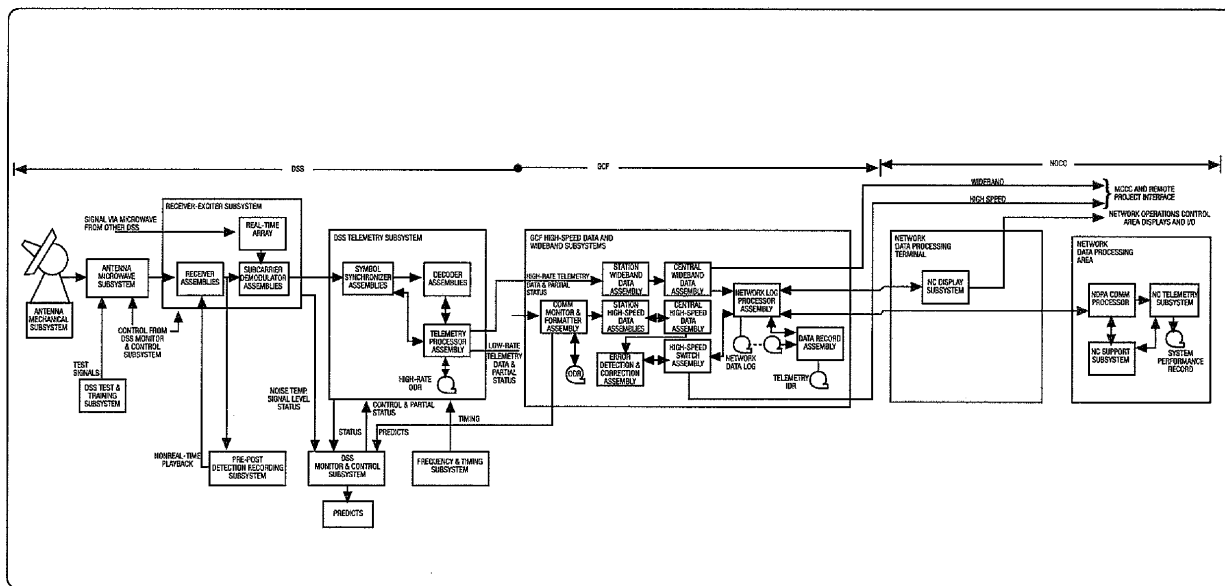 DSS
GCF
NOCC
WIDEBAND
HIGH SPEED
MCCC AND REMOTE
PROJECT INTERFACE
NETWORK OPERATIONS CONTROL
AREA DISPLAYS AND I/O
RECEIVER-EXCITER SUBSYSTEM
SIGNAL VIA MICROWAVE
FROM OTHER DSS
REAL-TIME
ARRAY
RECEIVER
ASSEMBLIES
SUBCARRIER
DEMODULATOR
ASSEMBLIES
ANTENNA
MICROWAVE
SUBSYSTEM
ANTENNA
MECHANICAL SUBSYSTEM
CONTROL FROM
DSS MONITOR
& CONTROL
SUBSYSTEM
TEST
SIGNALS
DSS TEST &
TRAINING
SUBSYSTEM
NONREAL-TIME
PLAYBACK
PRE-POST
DETECTION RECORDING
SUBSYSTEM
NOISE TEMP
SIGNAL LEVEL
STATUS
DSS TELEMETRY SUBSYSTEM
SYMBOL
SYNCHRONIZER
ASSEMBLIES
DECODER
ASSEMBLIES
TELEMETRY
PROCESSOR
ASSEMBLY
HIGH-RATE
ODR
CONTROL & PARTIAL
STATUS
STATUS
PREDICTS
TIMING
DSS
MONITOR & CONTROL
SUBSYSTEM
FREQUENCY & TIMING
SUBSYSTEM
PREDICTS
HIGH-RATE TELEMETRY
DATA & PARTIAL
STATUS
LOW-RATE
TELEMETRY
DATA & PARTIAL
STATUS
GCF HIGH-SPEED DATA AND
WIDEBAND SUBSYSTEMS
STATION
WIDEBAND DATA
ASSEMBLY
CENTRAL
WIDEBAND DATA
ASSEMBLY
COMM
MONITOR &
FORMATTER
ASSEMBLY
STATION
HIGH-SPEED DATA
ASSEMBLIES
CENTRAL
HIGH-SPEED DATA
ASSEMBLY
NETWORK LOG
PROCESSOR
ASSEMBLY
ODR
ERROR
DETECTION &
CORRECTION
ASSEMBLY
HIGH-SPEED
SWITCH
ASSEMBLY
NETWORK
DATA LOG
DATA RECORD
ASSEMBLY
TELEMETRY
IDR
NETWORK
DATA PROCESSING
TERMINAL
NC DISPLAY
SUBSYSTEM
NETWORK
DATA PROCESSING
AREA
NDPA COMM
PROCESSOR
NC TELEMETRY
SUBSYSTEM
NC SUPPORT
SUBSYSTEM
SYSTEM
PERFORMANCE
RECORD